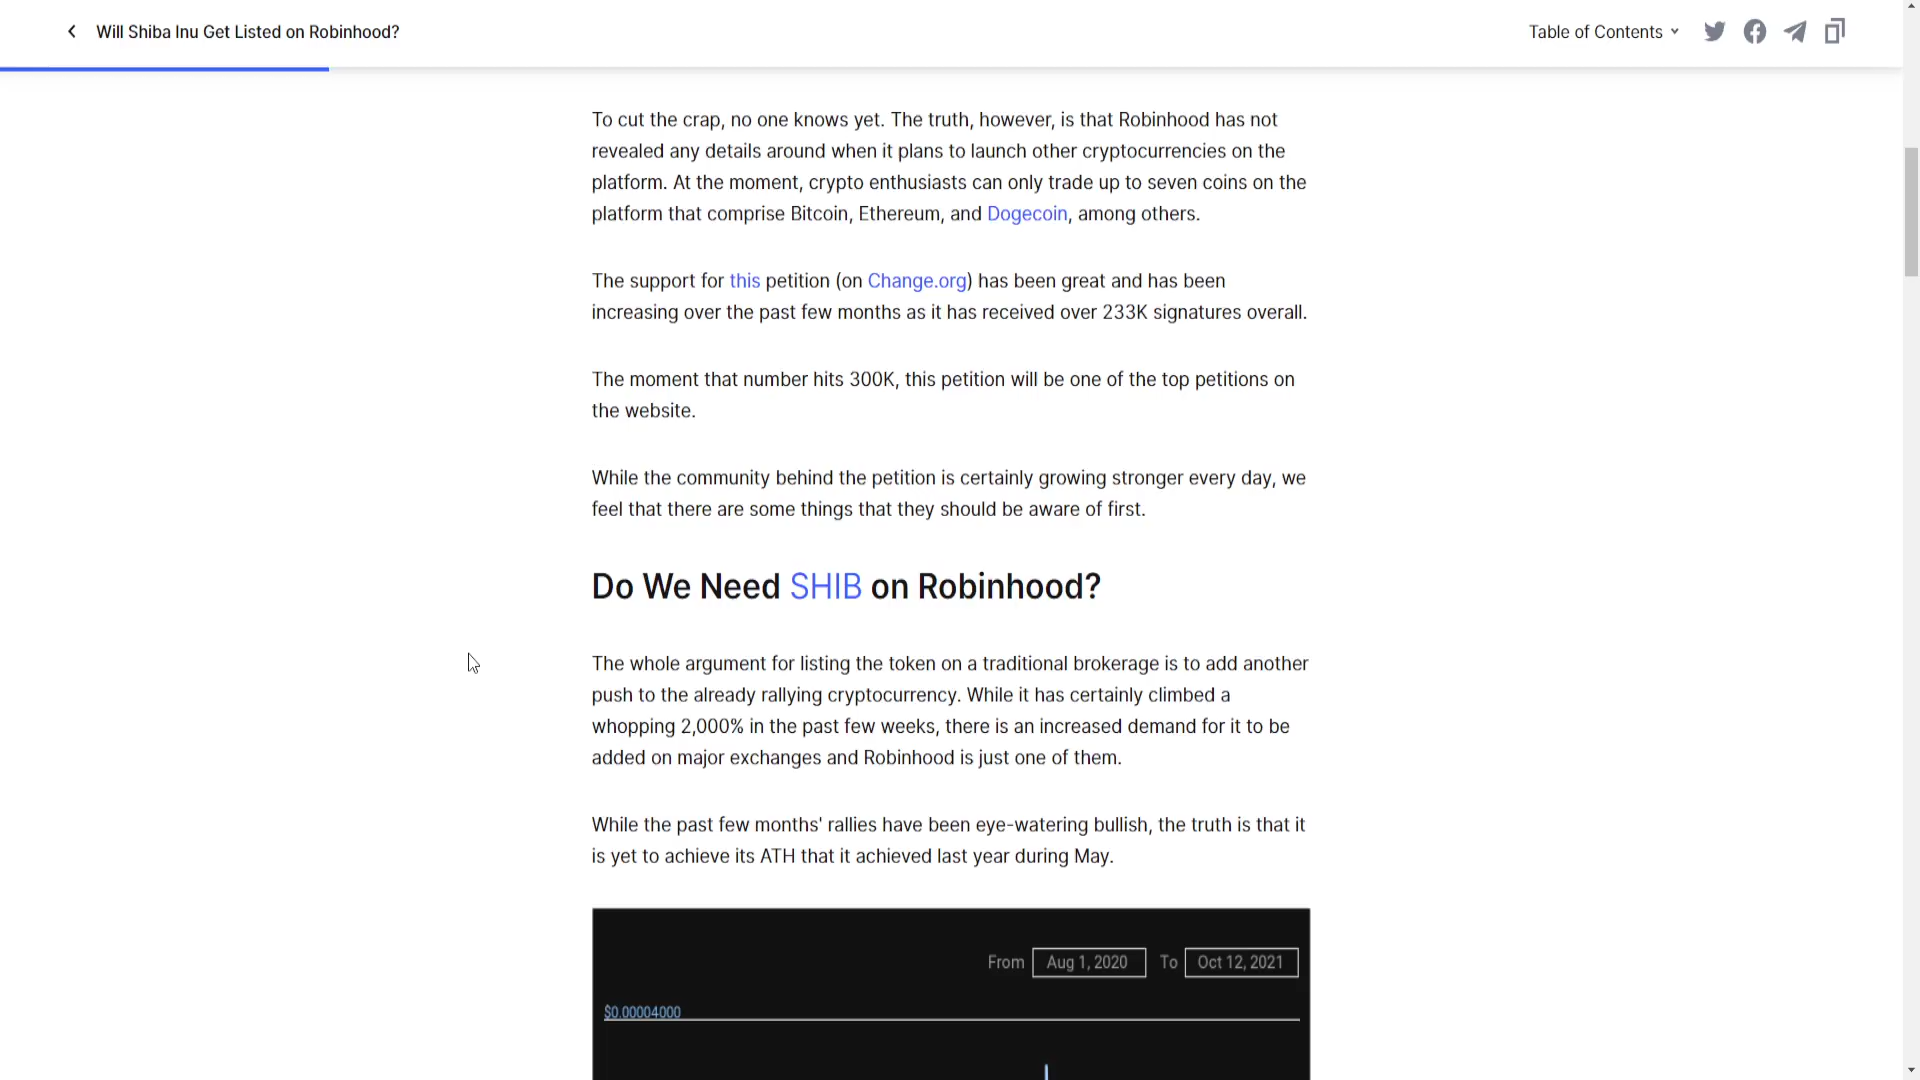 Will Shiba Inu Get Listed on Robinhood?
Table of Contents
To cut the crap, no one knows yet. The truth, however, is that Robinhood has not
revealed any details around when it plans to launch other cryptocurrencies on the
platform. At the moment, crypto enthusiasts can only trade up to seven coins on the
platform that comprise Bitcoin, Ethereum, and Dogecoin, among others.
The support for this petition (on Change.org) has been great and has been
increasing over the past few months as it has received over 233K signatures overall.
The moment that number hits 300K, this petition will be one of the top petitions on
the website.
While the community behind the petition is certainly growing stronger every day, we
feel that there are some things that they should be aware of first.
Do We Need SHIB on Robinhood?
The whole argument for listing the token on a traditional brokerage is to add another
push to the already rallying cryptocurrency. While it has certainly climbed a
whopping 2,000% in the past few weeks, there is an increased demand for it to be
added on major exchanges and Robinhood is just one of them.
While the past few months' rallies have been eye-watering bullish, the truth is that it
is yet to achieve its ATH that it achieved last year during May.
From Aug 1, 2020 To Oct 12, 2021
$0.00004000